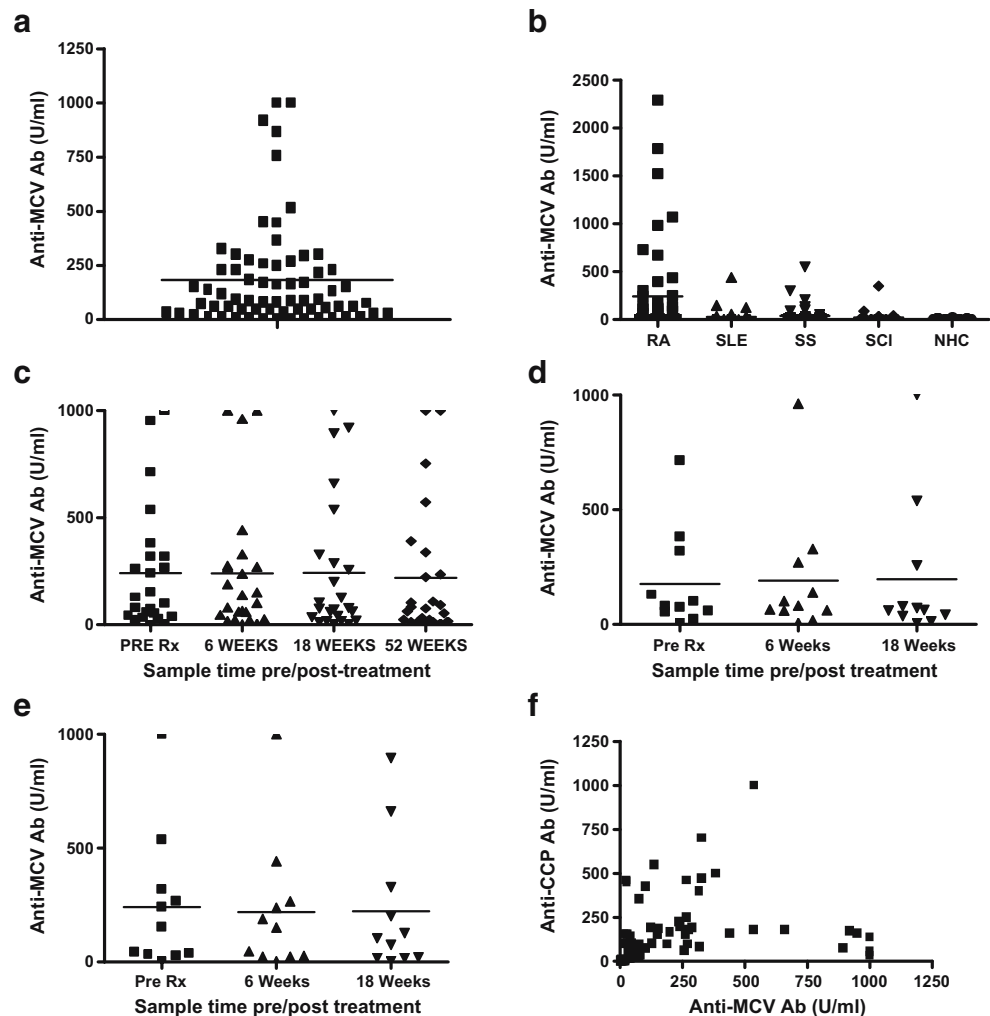 a
1250
1000
750
500
250
0
Anti-MCV Ab (U/ml)
b
2500
2000
1500
1000
500
0
Anti-MCV Ab (U/ml)
RA SLE SS SCI NHC
c
1000
500
0
Anti-MCV Ab (U/ml)
PRE Rx 6 WEEKS 18 WEEKS 52 WEEKS
Sample time pre/post-treatment
d
1000
500
0
Anti-MCV Ab (U/ml)
Pre Rx 6 Weeks 18 Weeks
Sample time pre/post treatment
e
1000
500
0
Anti-MCV Ab (U/ml)
Pre Rx 6 Weeks 18 Weeks
Sample time pre/post treatment
f
1250
1000
750
500
250
0
Anti-CCP Ab (U/ml)
0 250 500 750 1000 1250
Anti-MCV Ab (U/ml)